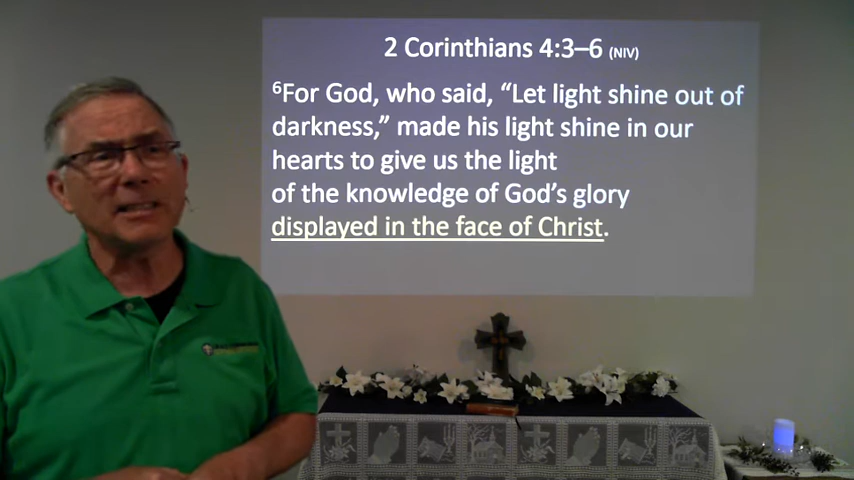 2 Corinthians 4:3–6 (NIV)
⁶For God, who said, “Let light shine out of
darkness,” made his light shine in our
hearts to give us the light
of the knowledge of God’s glory
displayed in the face of Christ.